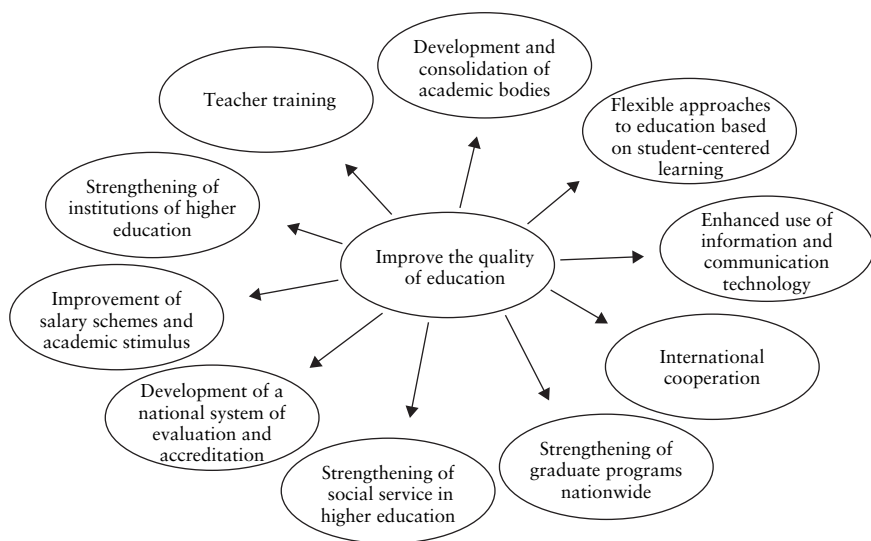 Development and
consolidation of
academic bodies
Teacher training
Flexible approaches
to education based
on student-centered
learning
Strengthening of
institutions of higher
education
Improve the quality
of education
Enhanced use of
information and
communication
technology
Improvement of
salary schemes and
academic stimulus
International
cooperation
Development of a
national system of
evaluation and
accreditation
Strengthening of
graduate programs
nationwide
Strengthening of
social service in
higher education